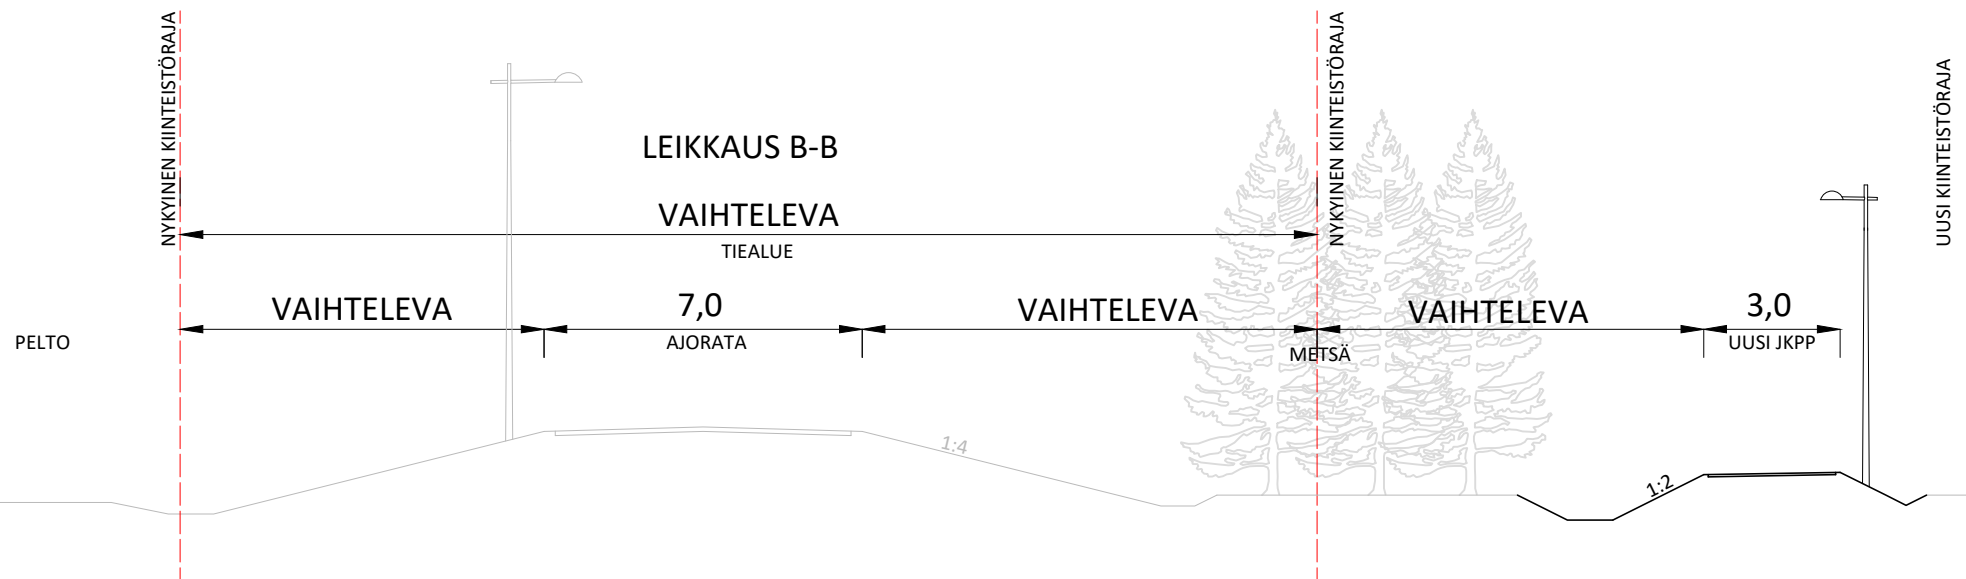 NYKYINEN KIINTEISTÖRAJA
NYKYINEN KIINTEISTÖRAJA
UUSI KIINTEISTÖRAJA
LEIKKAUS B-B
VAIHTELEVA
TIEALUE
VAIHTELEVA
7,0
VAIHTELEVA
VAIHTELEVA
3,0
PELTO
AJORATA
METSÄ
UUSI JKPP
1:4
1:2